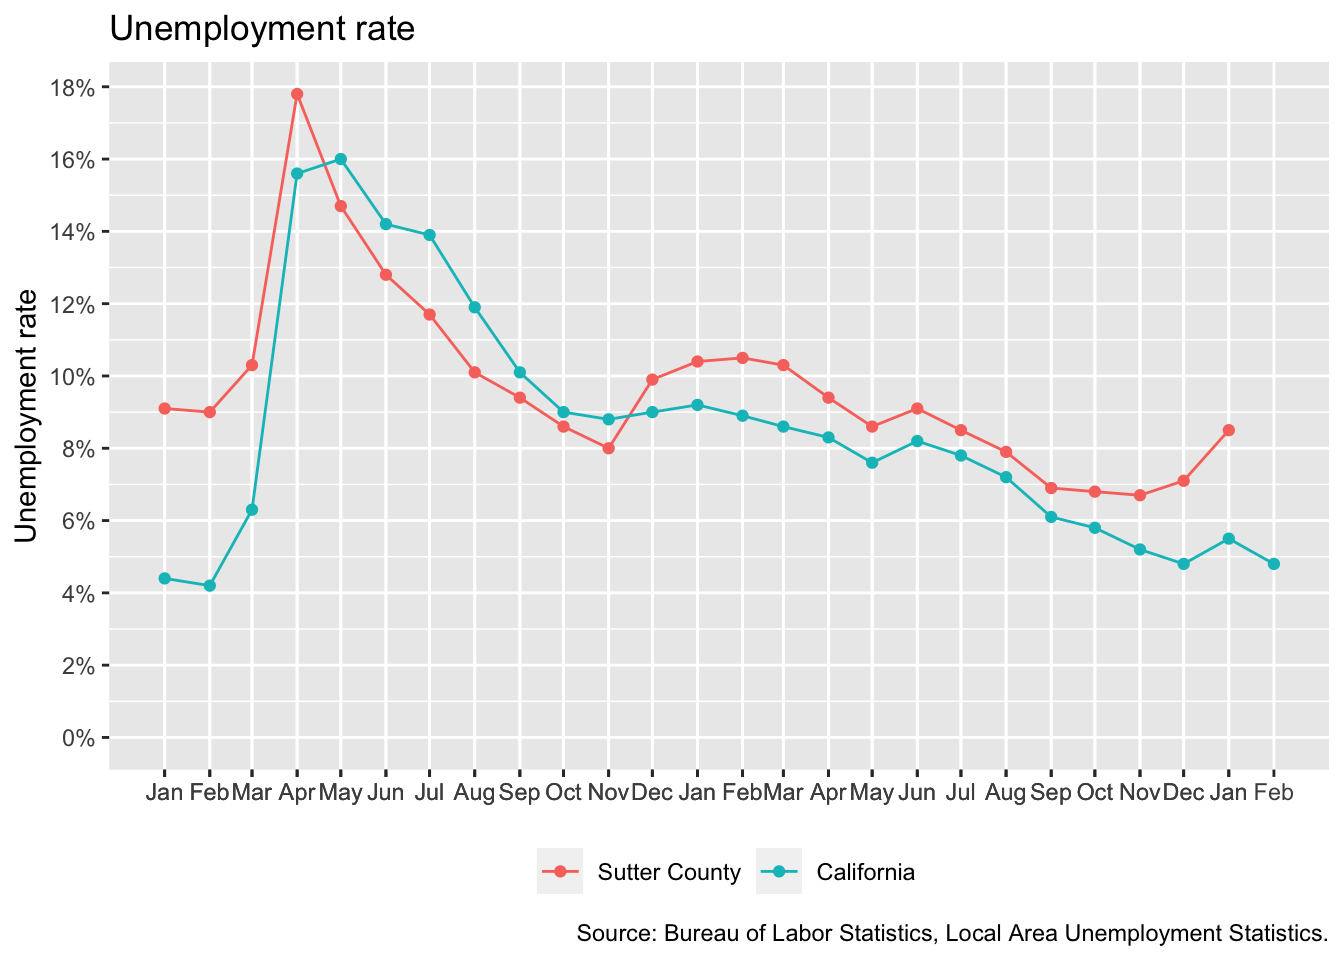 Unemployment rate
Unemployment rate
18%
16%
14%
12%
10%
8%
6%
4%
2%
0%
Jan Feb Mar Apr May Jun Jul Aug Sep Oct Nov Dec Jan Feb Mar Apr May Jun Jul Aug Sep Oct Nov Dec Jan Feb
Sutter County California
Source: Bureau of Labor Statistics, Local Area Unemployment Statistics.